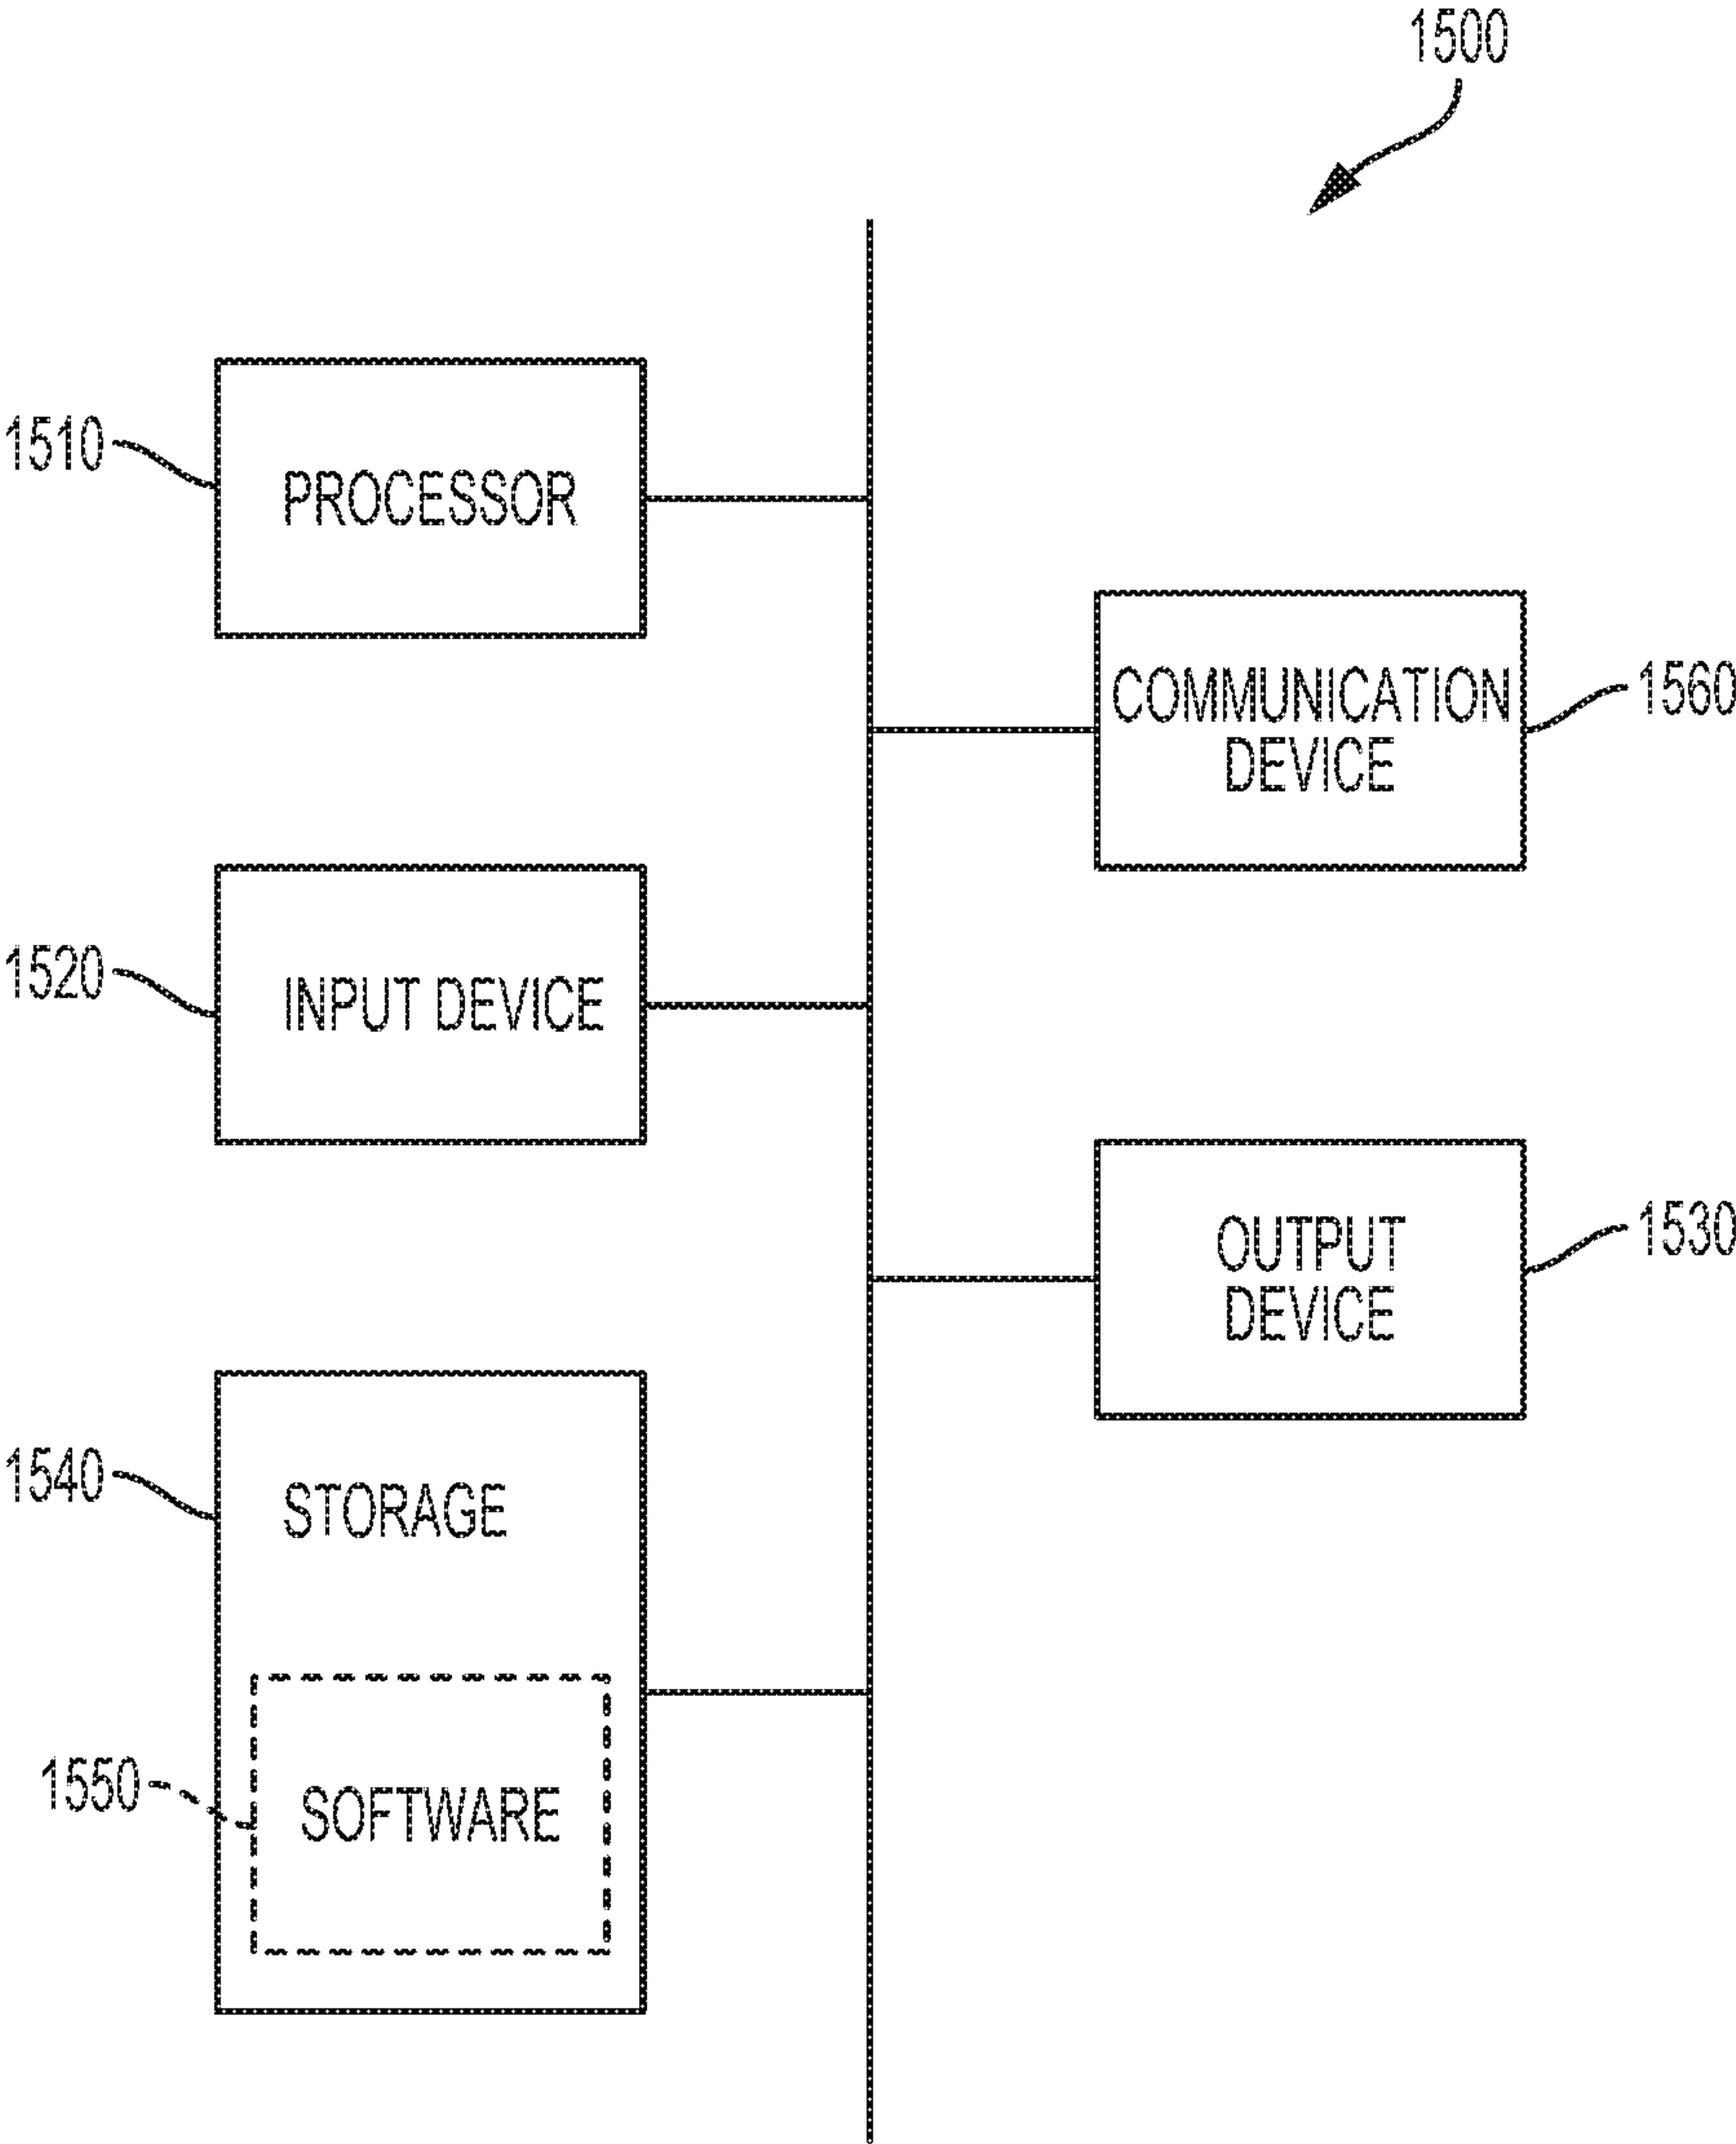 1500
1510
PROCESSOR
COMMUNICATION
DEVICE
1560
1520
INPUT DEVICE
OUTPUT
DEVICE
1530
1540
STORAGE
1550
SOFTWARE